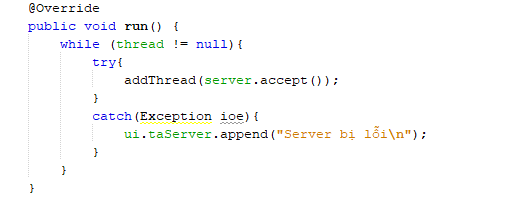 @Override
public void run() {
    while (thread != null){
        try{
            addThread(server.accept());
        }
        catch(Exception ioe){
            ui.taServer.append("Server bị lỗi\n");
        }
    }
}